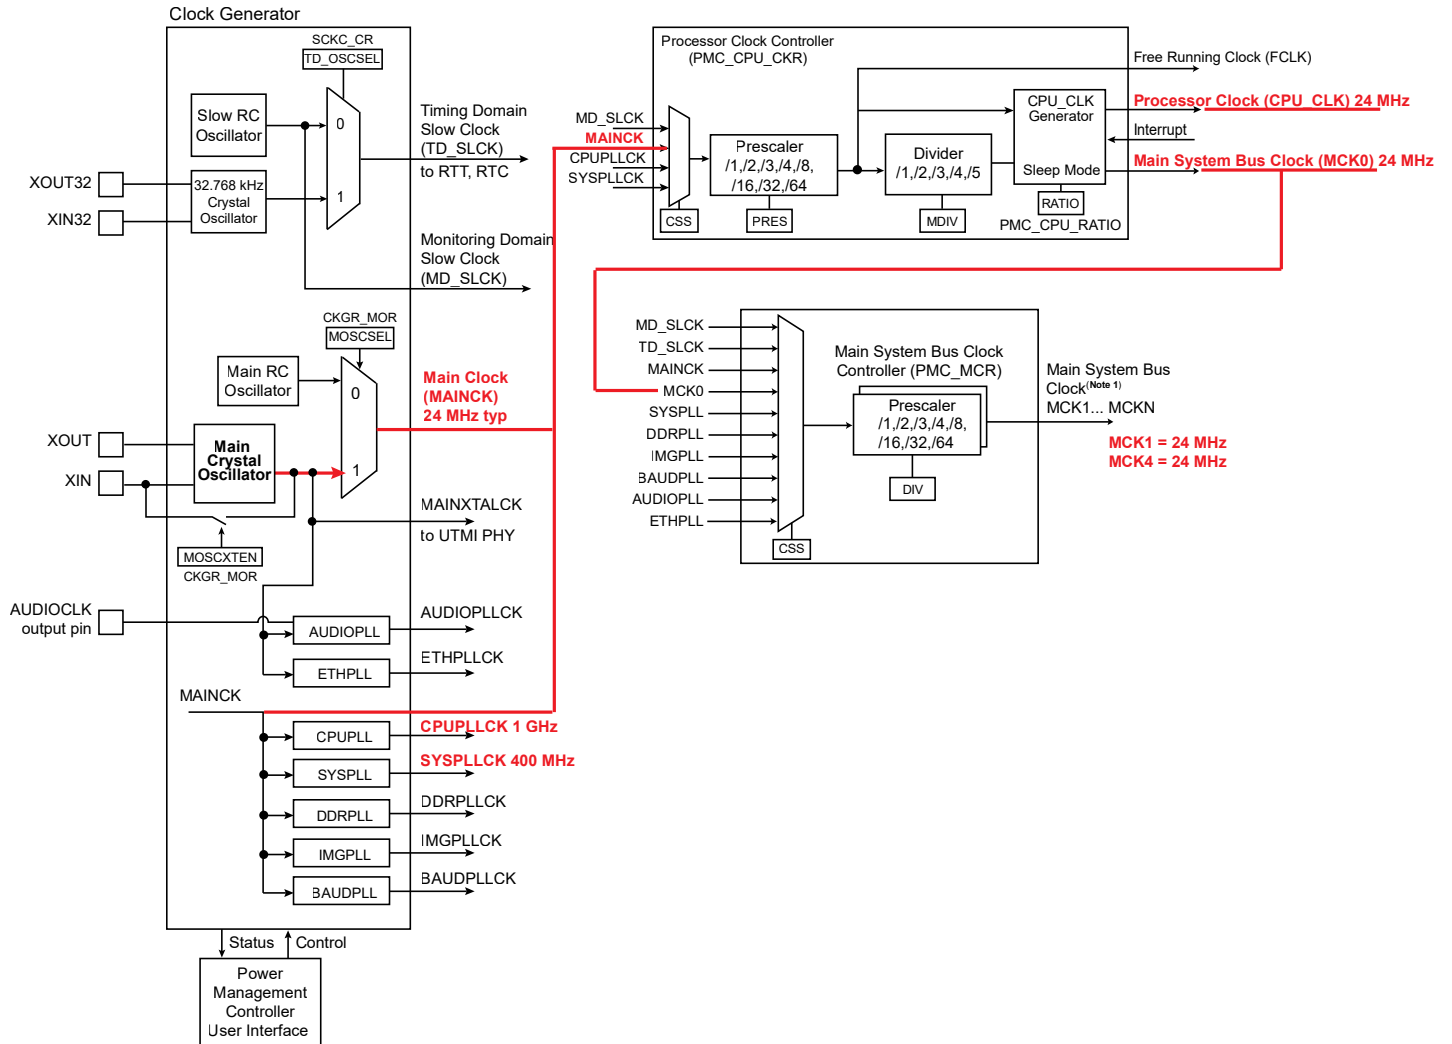 Clock Generator
SCKC_CR
TD_OSCSEL
Slow RC
Oscillator
0
1
32.768 kHz
Crystal
Oscillator
XOUT32
XIN32
Timing Domain
Slow Clock
(TD_SLCK)
to RTT, RTC
Monitoring Domain
Slow Clock
(MD_SLCK)
CKGR_MOR
MOSCSEL
Main RC
Oscillator
0
1
Main Clock
(MAINCK)
24 MHz typ
XOUT
XIN
Main
Crystal
Oscillator
MOSCXTEN
CKGR_MOR
MAINXTALCK
to UTMI PHY
AUDIOCLK
output pin
AUDIOPLL
AUDIOPLLCK
ETHPLL
ETHPLLCK
MAINCK
CPUPLL
CPUPLLCK 1 GHz
SYSPLL
SYSPLLCK 400 MHz
DDRPLL
DDRPLLCK
IMGPLL
IMGPLLCK
BAUDPLL
BAUDPLLCK
Status
Control
Power
Management
Controller
User Interface
Processor Clock Controller
(PMC_CPU_CKR)
MD_SLCK
MAINCK
CPUPLLCK
SYSPLLCK
CSS
Prescaler
/1,/2,/3,/4,/8,
/16,/32,/64
PRES
Divider
/1,/2,/3,/4,/5
MDIV
CPU_CLK
Generator
Sleep Mode
RATIO
PMC_CPU_RATIO
Free Running Clock (FCLK)
Processor Clock (CPU_CLK) 24 MHz
Interrupt
Main System Bus Clock (MCK0) 24 MHz
MD_SLCK
TD_SLCK
MAINCK
MCK0
SYSPLL
DDRPLL
IMGPLL
BAUDPLL
AUDIOPLL
ETHPLL
CSS
Main System Bus Clock
Controller (PMC_MCR)
Prescaler
/1,/2,/3,/4,/8,
/16,/32,/64
DIV
Main System Bus
Clock(Note 1)
MCK1... MCKN
MCK1 = 24 MHz
MCK4 = 24 MHz